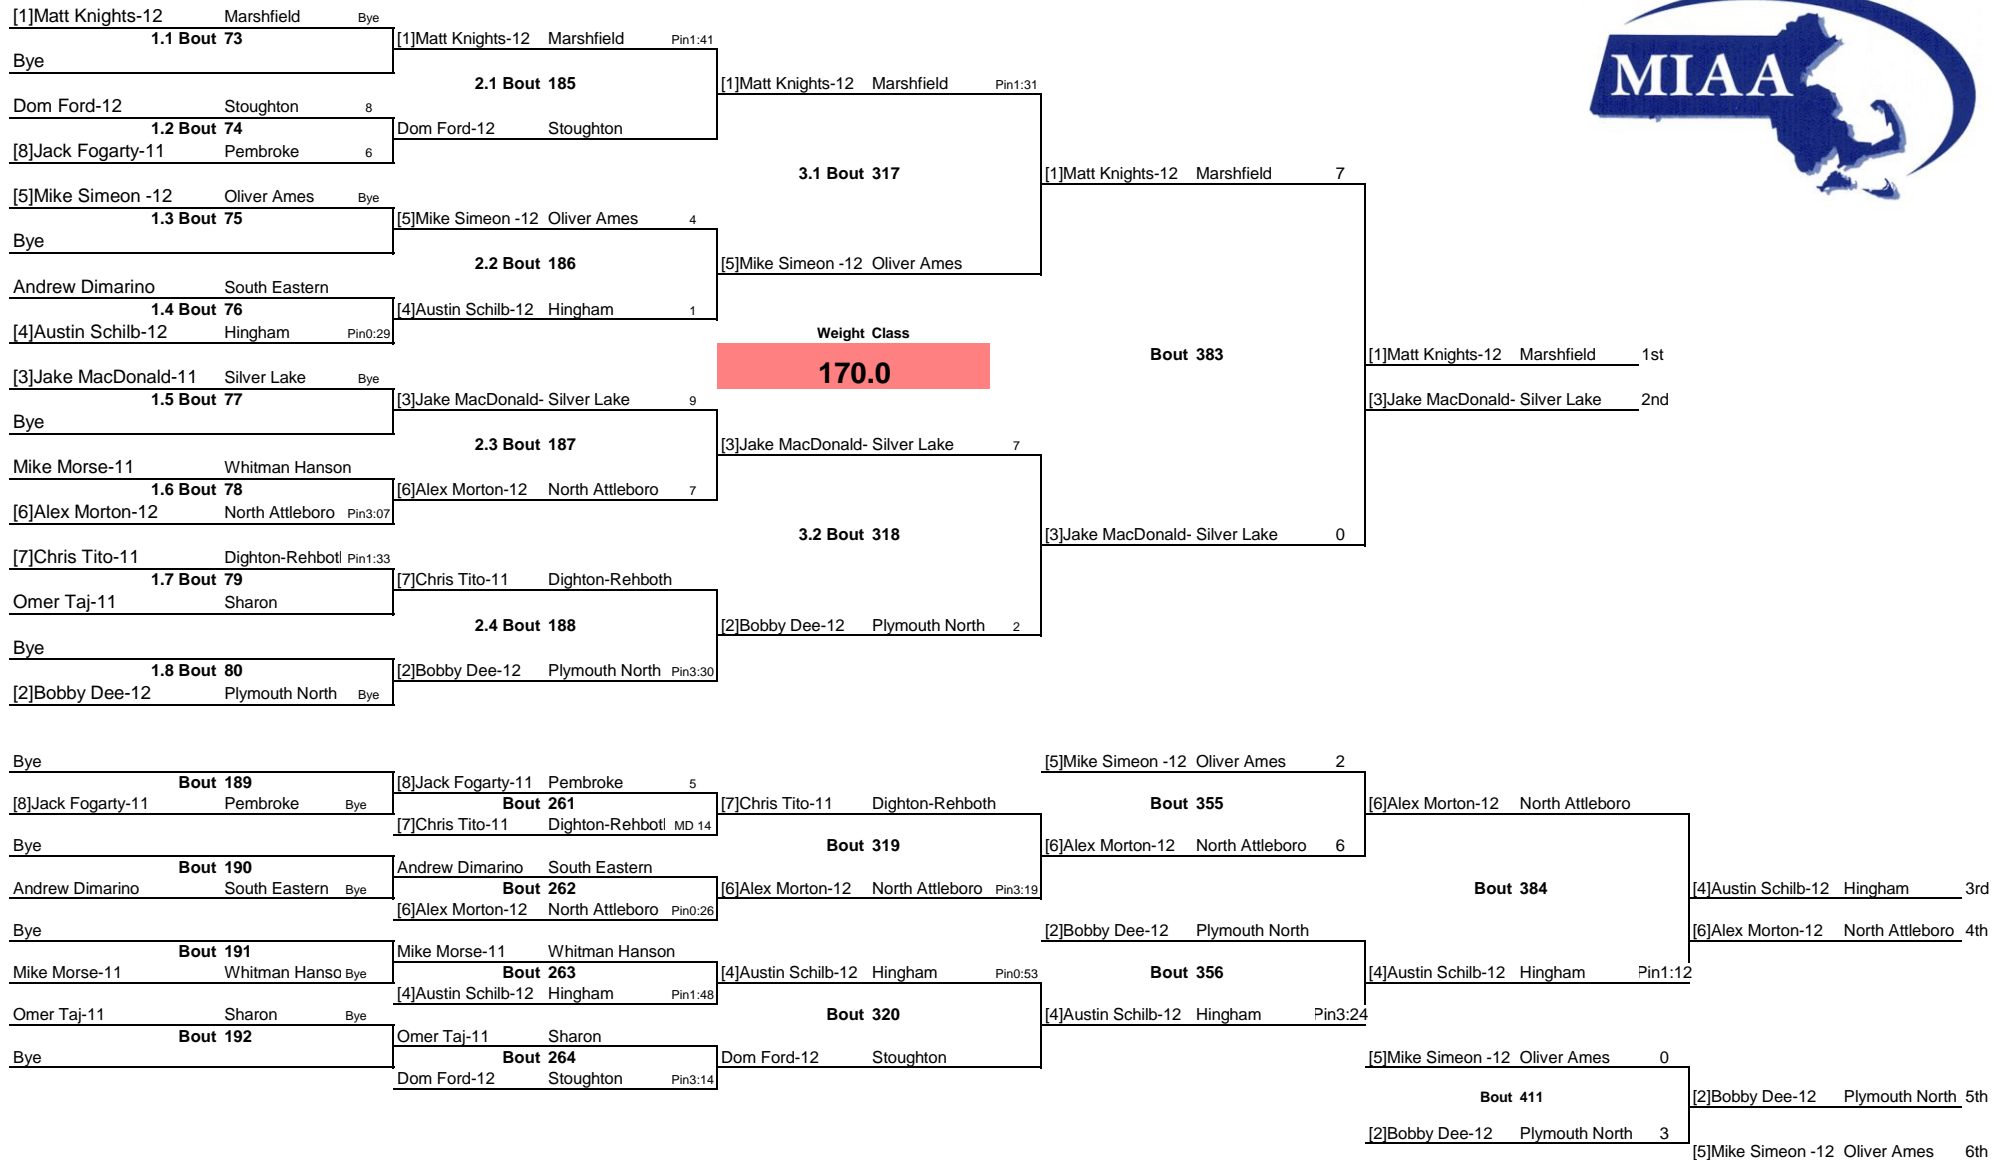 [1]Matt Knights-12 Marshfield Bye
MIAA
1.1 Bout 73 [1]Matt Knights-12 Marshfield Pin1:41
Bye
2.1 Bout 185 [1]Matt Knights-12 Marshfield Pin1:31
Dom Ford-12 Stoughton 8
1.2 Bout 74 Dom Ford-12 Stoughton
[8]Jack Fogarty-11 Pembroke 6
3.1 Bout 317 [1]Matt Knights-12 Marshfield 7
[5]Mike Simeon -12 Oliver Ames Bye
1.3 Bout 75 [5]Mike Simeon -12 Oliver Ames 4
Bye
2.2 Bout 186 [5]Mike Simeon -12 Oliver Ames
Andrew Dimarino South Eastern
1.4 Bout 76 [4]Austin Schilb-12 Hingham 1
[4]Austin Schilb-12 Hingham Pin0:29 Weight Class
Bout 383 [1]Matt Knights-12 Marshfield 1st
[3]Jake MacDonald-11 Silver Lake Bye 170.0
1.5 Bout 77 [3]Jake MacDonald- Silver Lake 9 [3]Jake MacDonald- Silver Lake 2nd
Bye
2.3 Bout 187 [3]Jake MacDonald- Silver Lake 7
Mike Morse-11 Whitman Hanson
1.6 Bout 78 [6]Alex Morton-12 North Attleboro 7
[6]Alex Morton-12 North Attleboro Pin3:07
3.2 Bout 318 [3]Jake MacDonald- Silver Lake 0
[7]Chris Tito-11 Dighton-Rehbotl Pin1:33
1.7 Bout 79 [7]Chris Tito-11 Dighton-Rehboth
Omer Taj-11 Sharon
2.4 Bout 188 [2]Bobby Dee-12 Plymouth North 2
Bye
1.8 Bout 80 [2]Bobby Dee-12 Plymouth North Pin3:30
[2]Bobby Dee-12 Plymouth North Bye
Bye [5]Mike Simeon -12 Oliver Ames 2
Bout 189 [8]Jack Fogarty-11 Pembroke 5
[8]Jack Fogarty-11 Pembroke Bye Bout 261 [7]Chris Tito-11 Dighton-Rehboth Bout 355 [6]Alex Morton-12 North Attleboro
[7]Chris Tito-11 Dighton-Rehbotl MD 14
Bye Bout 319 [6]Alex Morton-12 North Attleboro 6
Bout 190 Andrew Dimarino South Eastern
Andrew Dimarino South Eastern Bye Bout 262 [6]Alex Morton-12 North Attleboro Pin3:19 Bout 384 [4]Austin Schilb-12 Hingham 3rd
[6]Alex Morton-12 North Attleboro Pin0:26
Bye [2]Bobby Dee-12 Plymouth North [6]Alex Morton-12 North Attleboro 4th
Bout 191 Mike Morse-11 Whitman Hanson
Mike Morse-11 Whitman Hanso Bye Bout 263 [4]Austin Schilb-12 Hingham Pin0:53 Bout 356 [4]Austin Schilb-12 Hingham Pin1:12
[4]Austin Schilb-12 Hingham Pin1:48
Omer Taj-11 Sharon Bye Bout 320 [4]Austin Schilb-12 Hingham Pin3:24
Bout 192 Omer Taj-11 Sharon
Bye Bout 264 Dom Ford-12 Stoughton [5]Mike Simeon -12 Oliver Ames 0
Dom Ford-12 Stoughton Pin3:14
Bout 411 [2]Bobby Dee-12 Plymouth North 5th
[2]Bobby Dee-12 Plymouth North 3
[5]Mike Simeon -12 Oliver Ames 6th